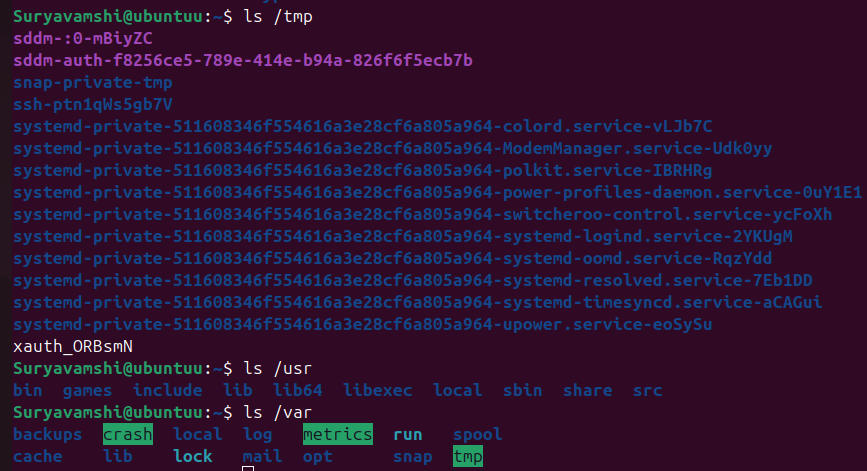 Suryavamshi@ubuntuu:~$ ls /tmp
sddm-:0-mBiyZC
sddm-auth-f8256ce5-789e-414e-b94a-826f6f5ecb7b
snap-private-tmp
ssh-ptn1qWs5gb7V
systemd-private-511608346f554616a3e28cf6a805a964-colord.service-vLJb7C
systemd-private-511608346f554616a3e28cf6a805a964-ModemManager.service-Udk0yy
systemd-private-511608346f554616a3e28cf6a805a964-polkit.service-IBRHRg
systemd-private-511608346f554616a3e28cf6a805a964-power-profiles-daemon.service-0uY1E1
systemd-private-511608346f554616a3e28cf6a805a964-switcheroo-control.service-ycFoXh
systemd-private-511608346f554616a3e28cf6a805a964-systemd-logind.service-2YKUgM
systemd-private-511608346f554616a3e28cf6a805a964-systemd-oomd.service-RqzYdd
systemd-private-511608346f554616a3e28cf6a805a964-systemd-resolved.service-7Eb1DD
systemd-private-511608346f554616a3e28cf6a805a964-systemd-timesyncd.service-aCAGui
systemd-private-511608346f554616a3e28cf6a805a964-upower.service-eoSySu
xauth_ORBsmN
Suryavamshi@ubuntuu:~$ ls /usr
bin  games  include  lib  lib64  libexec  local  sbin  share  src
Suryavamshi@ubuntuu:~$ ls /var
backups  crash  local  log  metrics  run  spool
cache  lib  lock  mail  opt  snap  tmp